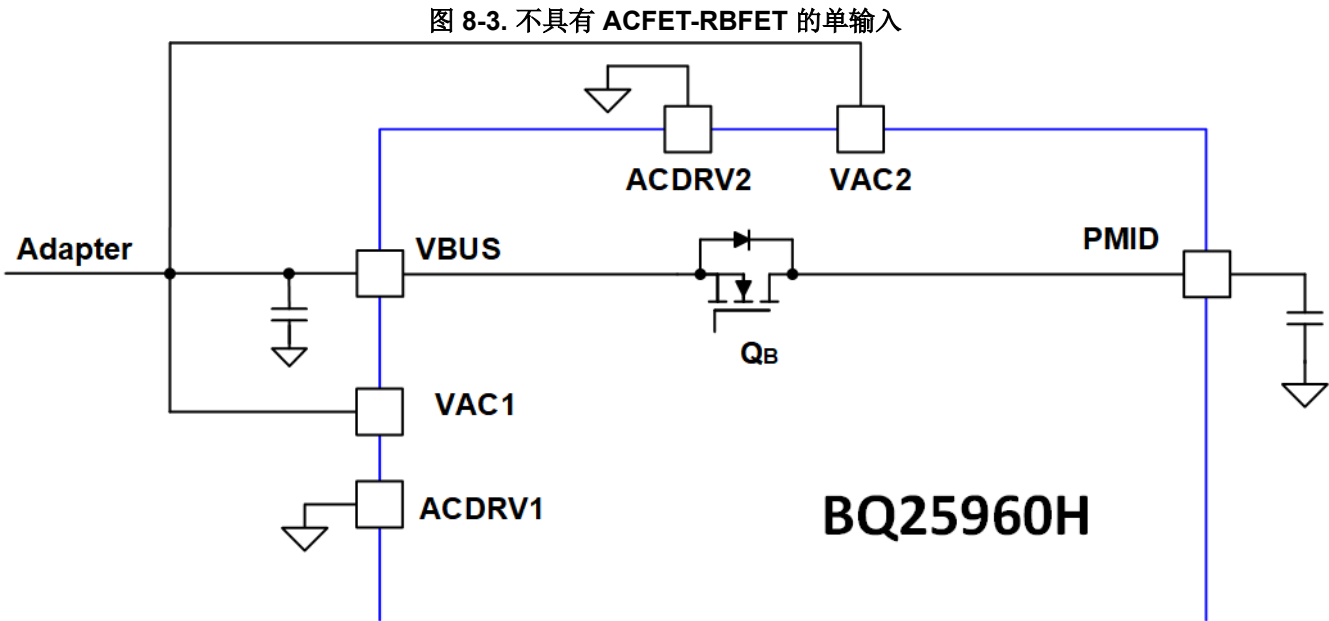 图 8-3. 不具有 ACFET-RBFET 的单输入
ACDRV2
VAC2
Adapter
VBUS
PMID
QB
VAC1
ACDRV1
BQ25960H